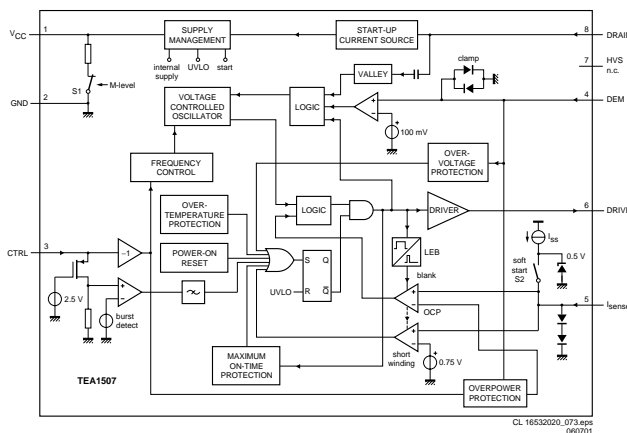 1
VCC
SUPPLY
MANAGEMENT
START-UP
CURRENT SOURCE
8
DRAIN
internal
supply
UVLO
start
7
HVS
n.c.
S1
M-level
VALLEY
clamp
2
GND
VOLTAGE
CONTROLLED
OSCILLATOR
LOGIC
100 mV
4
DEM
FREQUENCY
CONTROL
OVER-
VOLTAGE
PROTECTION
OVER-
TEMPERATURE
PROTECTION
LOGIC
DRIVER
6
DRIVE
LEB
blank
Iss
soft
start
S2
0.5 V
3
CTRL
−1
POWER-ON
RESET
S
Q
UVLO
R
Q
2.5 V
burst
detect
OCP
5
Isense
short
winding
0.75 V
MAXIMUM
ON-TIME
PROTECTION
OVERPOWER
PROTECTION
TEA1507
CL 16532020_073.eps
060701